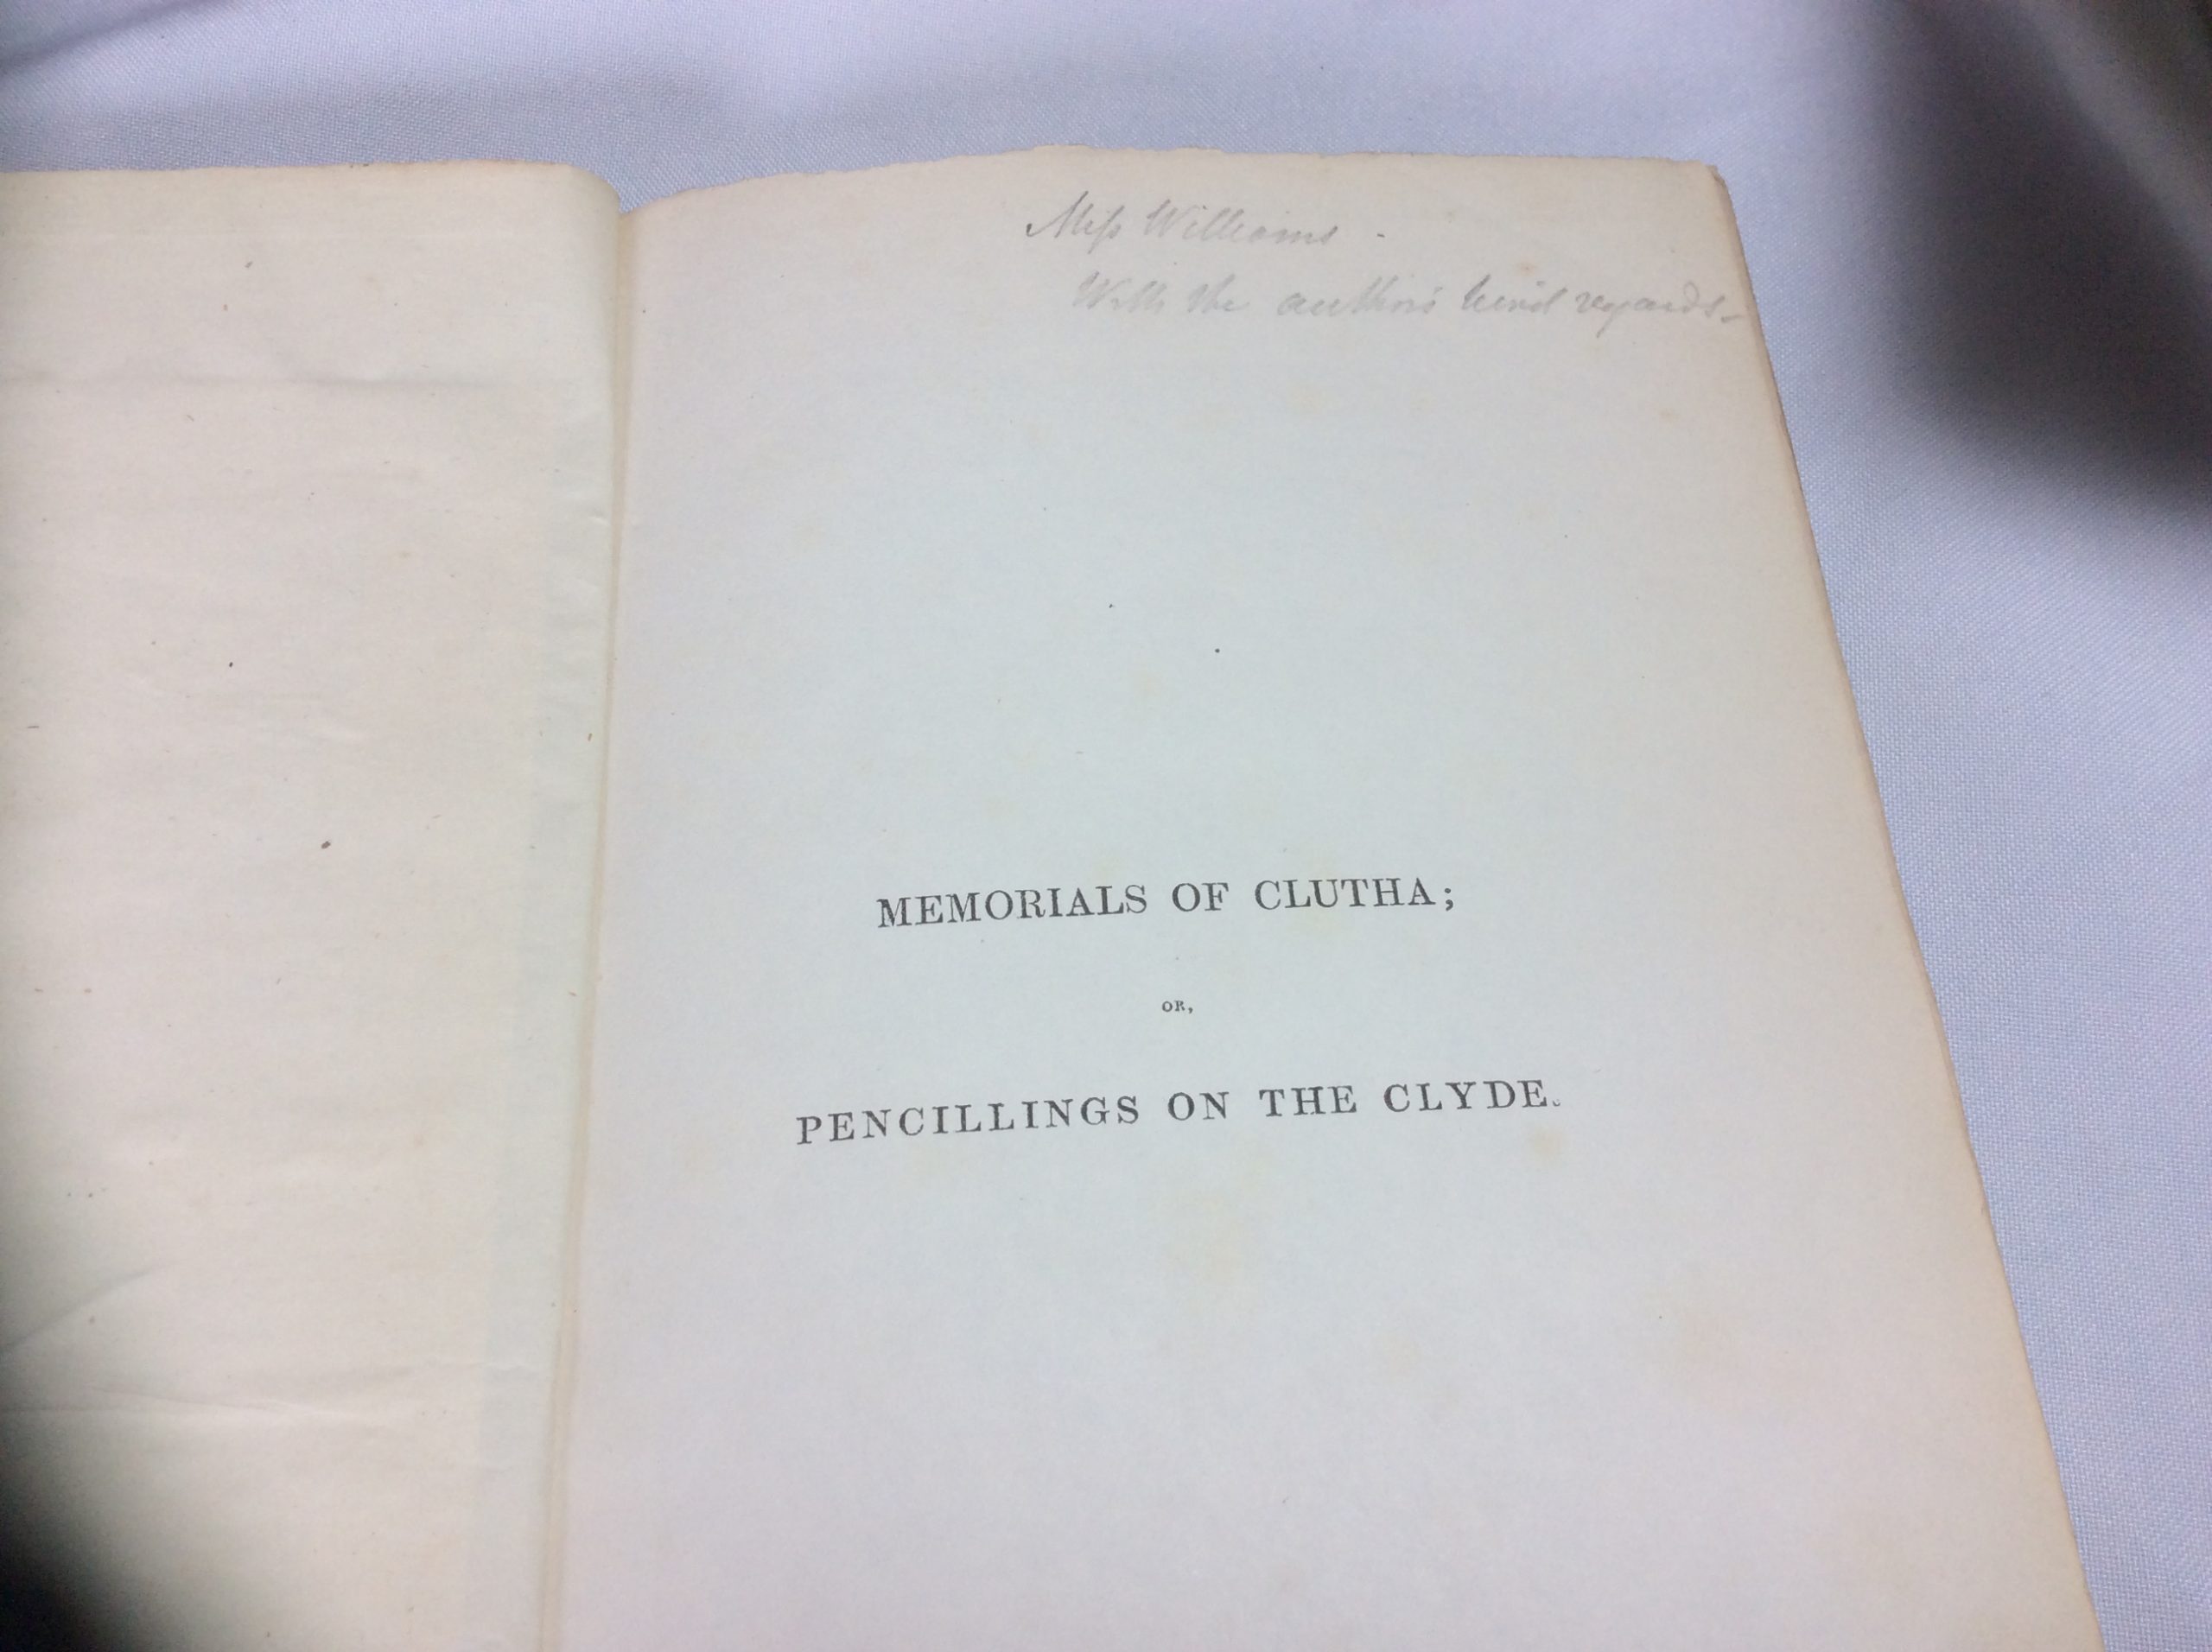 Miſs Williams -
With the author's kind regards -
MEMORIALS OF CLUTHA;
OR,
PENCILLINGS ON THE CLYDE.